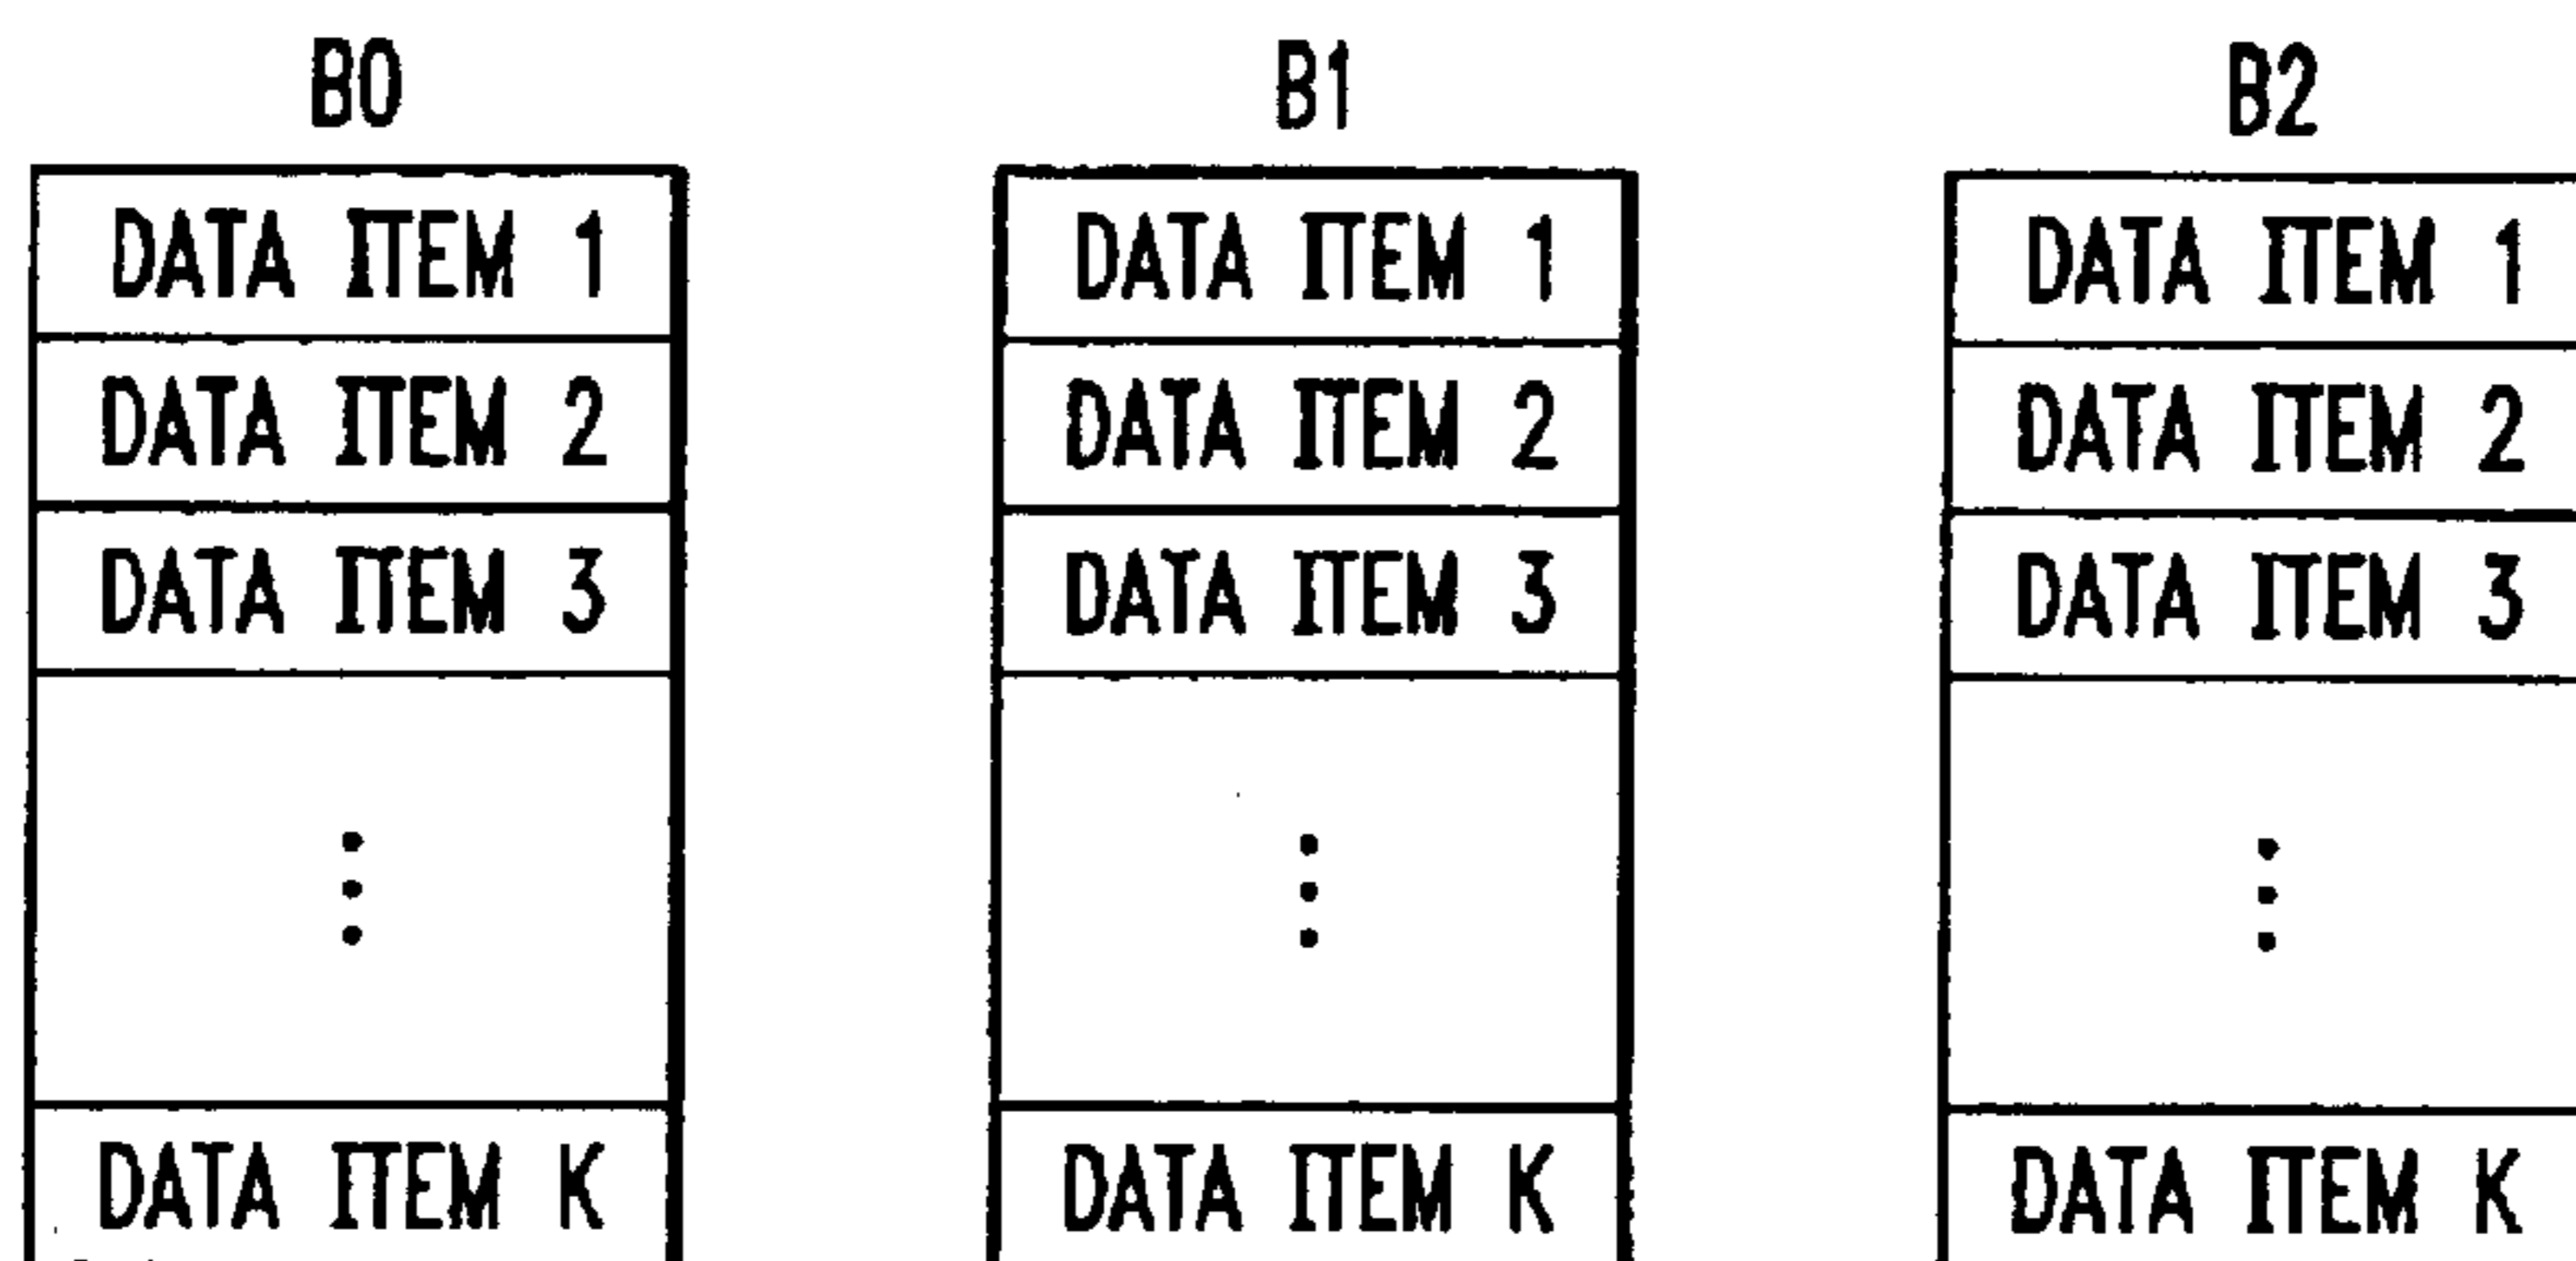 B0 B1 B2
DATA ITEM 1 DATA ITEM 1 DATA ITEM 1
DATA ITEM 2 DATA ITEM 2 DATA ITEM 2
DATA ITEM 3 DATA ITEM 3 DATA ITEM 3
DATA ITEM K DATA ITEM K DATA ITEM K